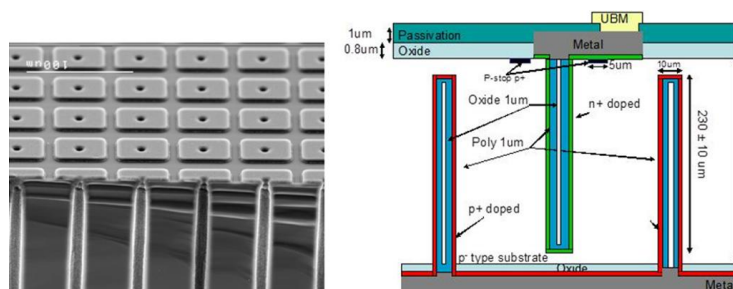 100um
UBM
1um
Passivation
0.8um
Oxide
Metal
P-stop p+
5um
10um
Oxide 1um
n+ doped
Poly 1um
230 ± 10 um
p+ doped
p- type substrate
Oxide
Metal